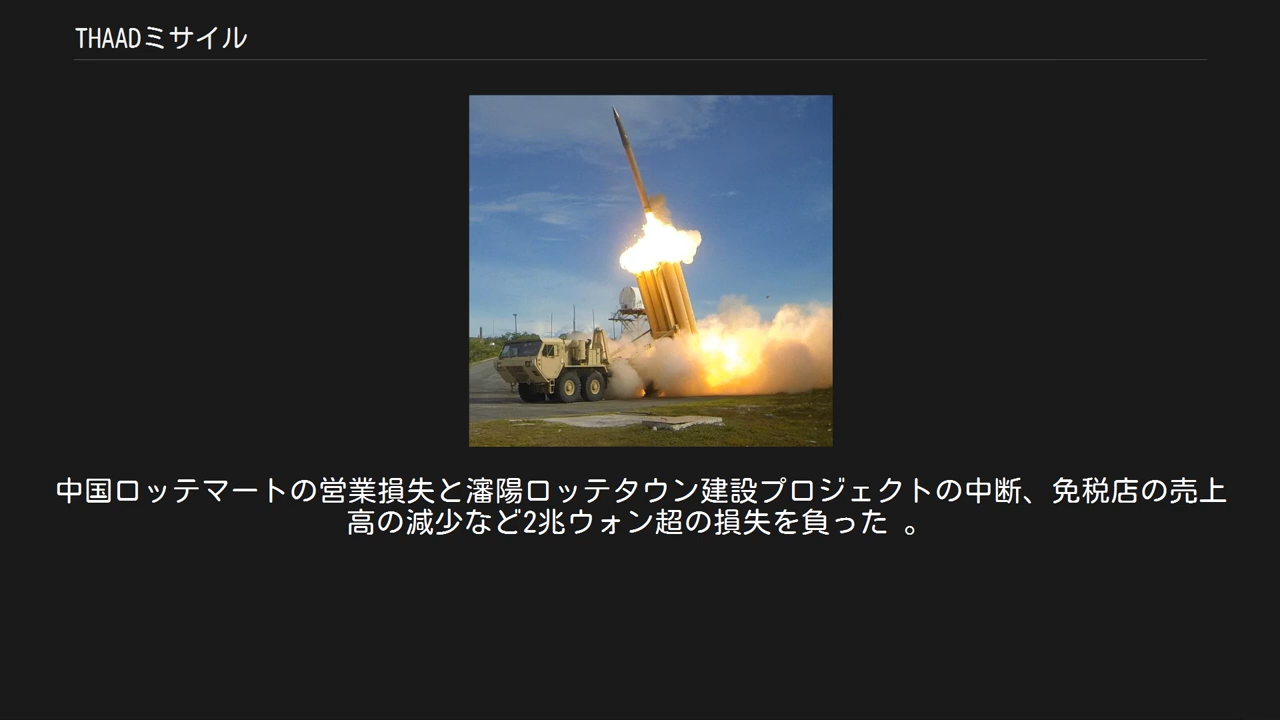 THAADミサイル
中国ロッテマートの営業損失と瀋陽ロッテタウン建設プロジェクトの中断、免税店の売上
高の減少など2兆ウォン超の損失を負った 。